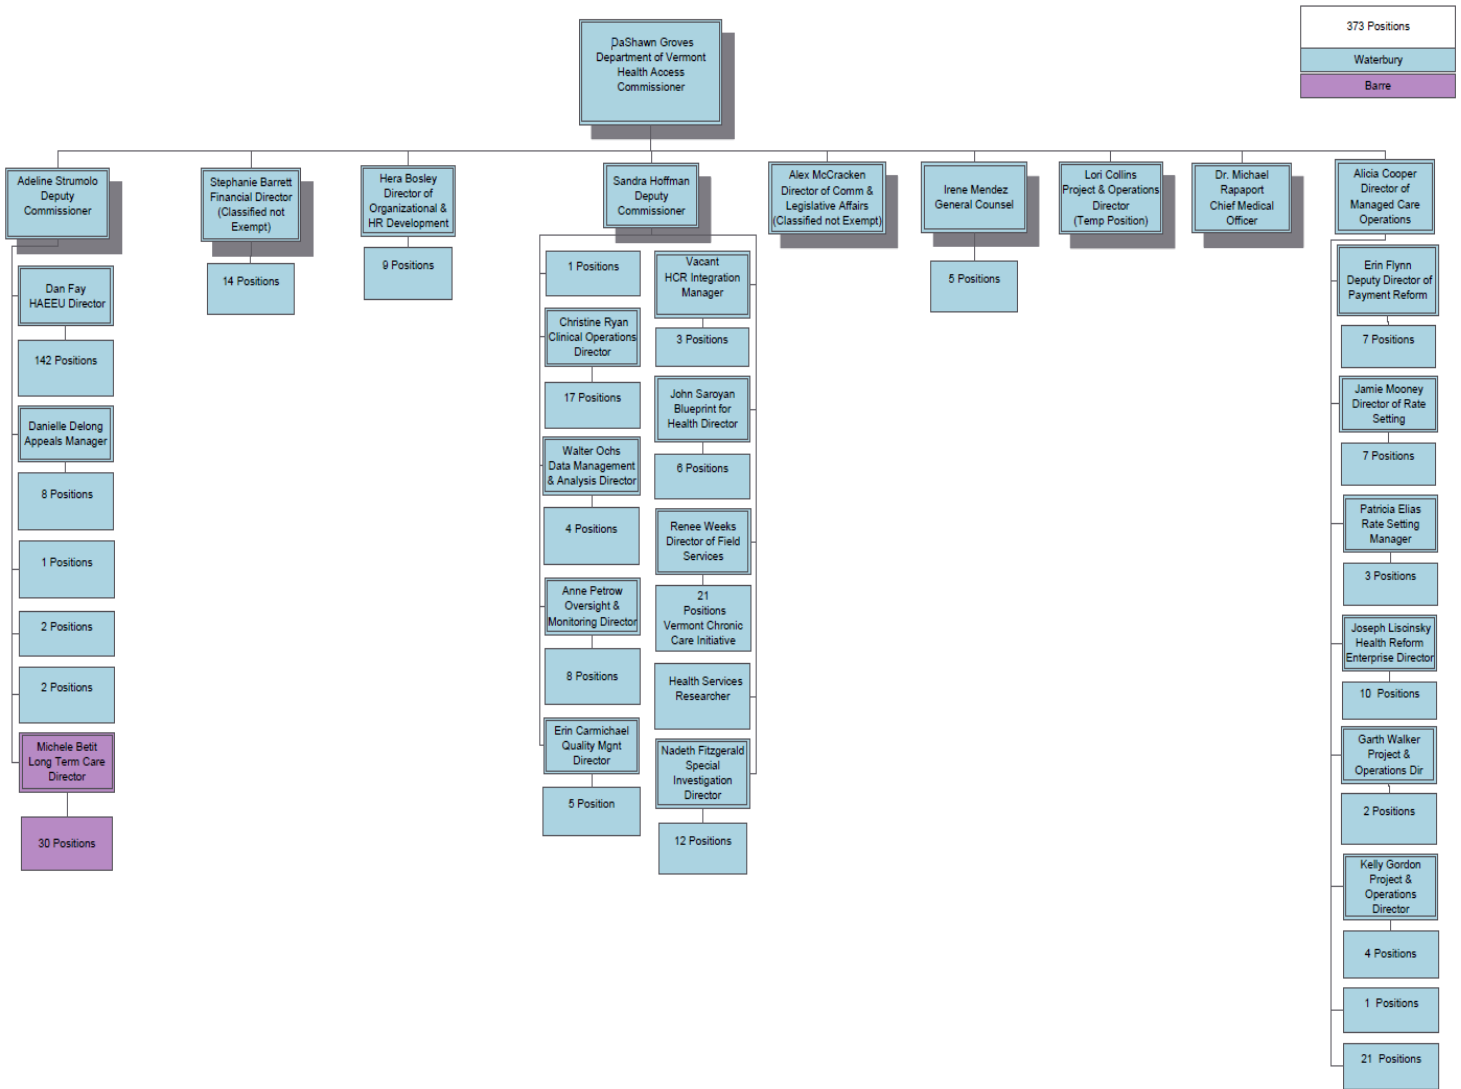 373 Positions
Waterbury
Barre
DaShawn Groves
Department of Vermont
Health Access
Commissioner
Adeline Strumolo
Deputy
Commissioner
Dan Fay
HAEEU Director
142 Positions
Danielle Delong
Appeals Manager
8 Positions
1 Positions
2 Positions
2 Positions
Michele Betit
Long Term Care
Director
30 Positions
Stephanie Barrett
Financial Director
(Classified not
Exempt)
14 Positions
Hera Bosley
Director of
Organizational &
HR Development
9 Positions
Sandra Hoffman
Deputy
Commissioner
1 Positions
Christine Ryan
Clinical Operations
Director
17 Positions
Walter Ochs
Data Management
& Analysis Director
4 Positions
Anne Petrow
Oversight &
Monitoring Director
8 Positions
Erin Carmichael
Quality Mgnt
Director
5 Position
Vacant
HCR Integration
Manager
3 Positions
John Saroyan
Blueprint for
Health Director
6 Positions
Renee Weeks
Director of Field
Services
21
Positions
Vermont Chronic
Care Initiative
Health Services
Researcher
Nadeth Fitzgerald
Special
Investigation
Director
12 Positions
Alex McCracken
Director of Comm &
Legislative Affairs
(Classified not Exempt)
Irene Mendez
General Counsel
5 Positions
Lori Collins
Project & Operations
Director
(Temp Position)
Dr. Michael
Rapaport
Chief Medical
Officer
Alicia Cooper
Director of
Managed Care
Operations
Erin Flynn
Deputy Director of
Payment Reform
7 Positions
Jamie Mooney
Director of Rate
Setting
7 Positions
Patricia Elias
Rate Setting
Manager
3 Positions
Joseph Liscinsky
Health Reform
Enterprise Director
10 Positions
Garth Walker
Project &
Operations Dir
2 Positions
Kelly Gordon
Project &
Operations
Director
4 Positions
1 Positions
21 Positions